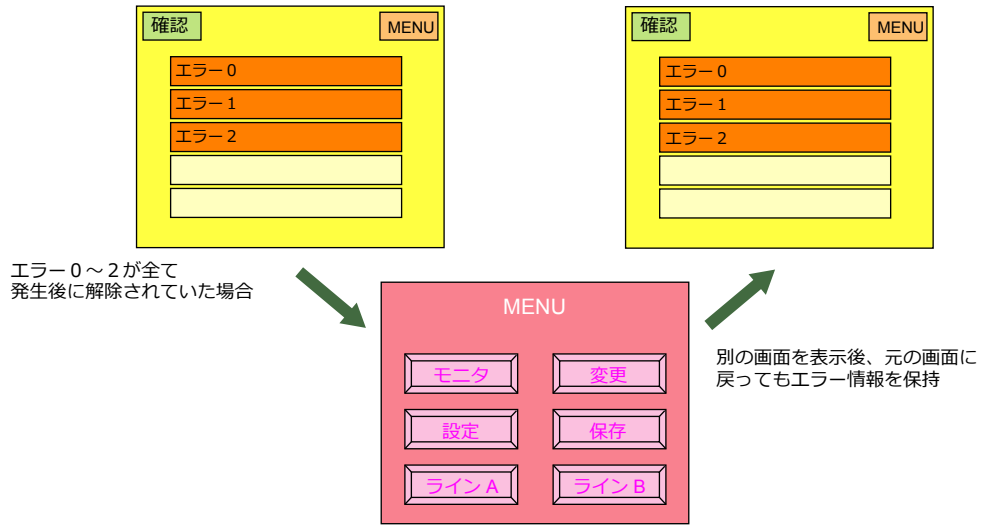 確認 MENU
エラー0
エラー1
エラー2
確認 MENU
エラー0
エラー1
エラー2
エラー0~2が全て
発生後に解除されていた場合
MENU
モニタ 変更
設定 保存
ライン A ライン B
別の画面を表示後、元の画面に
戻ってもエラー情報を保持